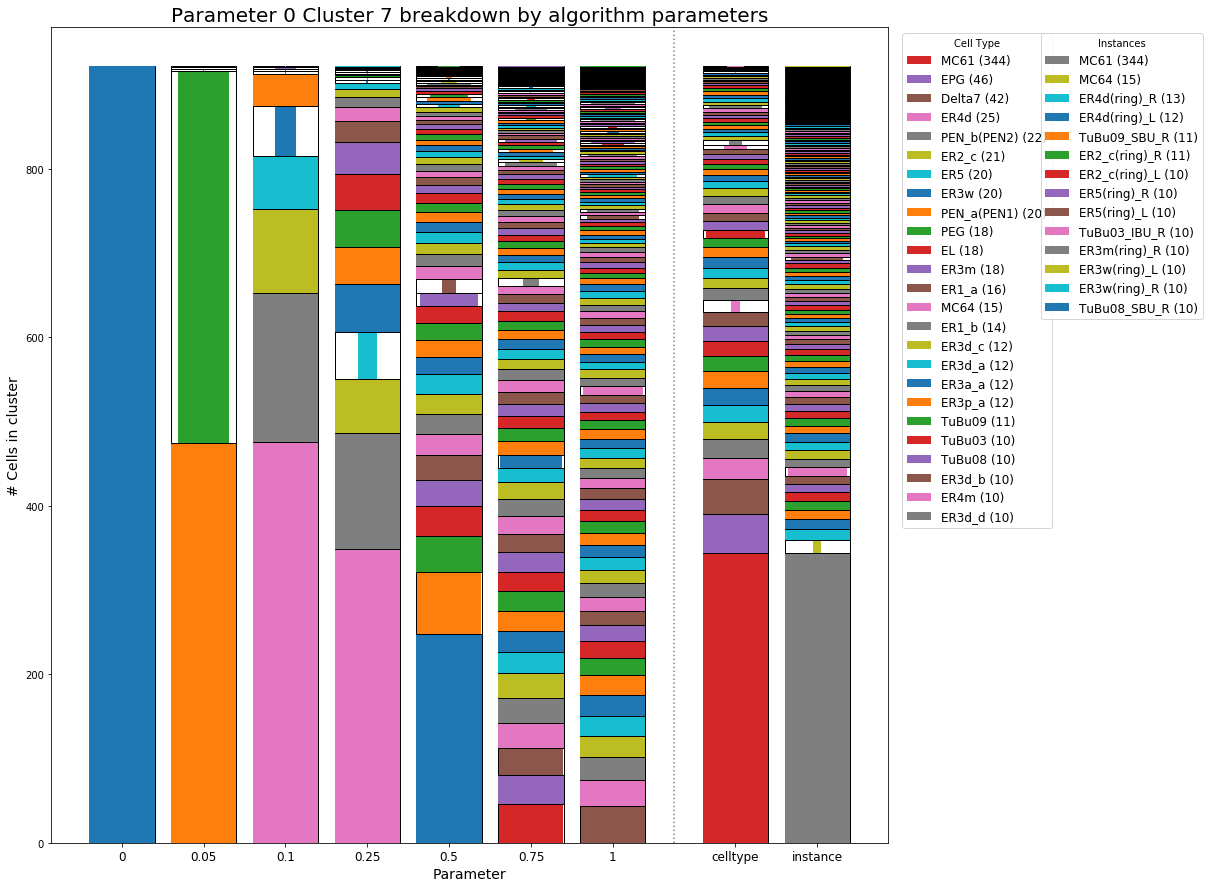 Parameter 0 Cluster 7 breakdown by algorithm parameters
# Cells in cluster
800
600
400
200
0
0 0.05 0.1 0.25 0.5 0.75 1 celltype instance
Parameter
Cell Type
MC61 (344)
EPG (46)
Delta7 (42)
ER4d (25)
PEN_b(PEN2) (22
ER2_c (21)
ER5 (20)
ER3w (20)
PEN_a(PEN1) (20
PEG (18)
EL (18)
ER3m (18)
ER1_a (16)
MC64 (15)
ER1_b (14)
ER3d_c (12)
ER3d_a (12)
ER3a_a (12)
ER3p_a (12)
TuBu09 (11)
TuBu03 (10)
TuBu08 (10)
ER3d_b (10)
ER4m (10)
ER3d_d (10)
Instances
MC61 (344)
MC64 (15)
ER4d(ring)_R (13)
ER4d(ring)_L (12)
TuBu09_SBU_R (11)
ER2_c(ring)_R (11)
ER2_c(ring)_L (10)
ER5(ring)_R (10)
ER5(ring)_L (10)
TuBu03_IBU_R (10)
ER3m(ring)_R (10)
ER3w(ring)_L (10)
ER3w(ring)_R (10)
TuBu08_SBU_R (10)